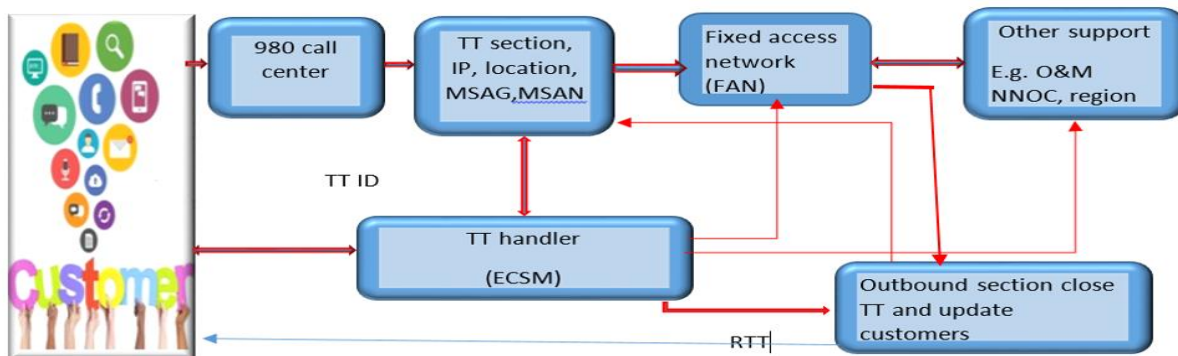 980 call
center
TT section,
IP, location,
MSAG,MSAN
Fixed access
network
(FAN)
Other support
E.g. O&M
NNOC, region
TT ID
TT handler
(ECSM)
Customer
Outbound section close
TT and update
customers
RTT